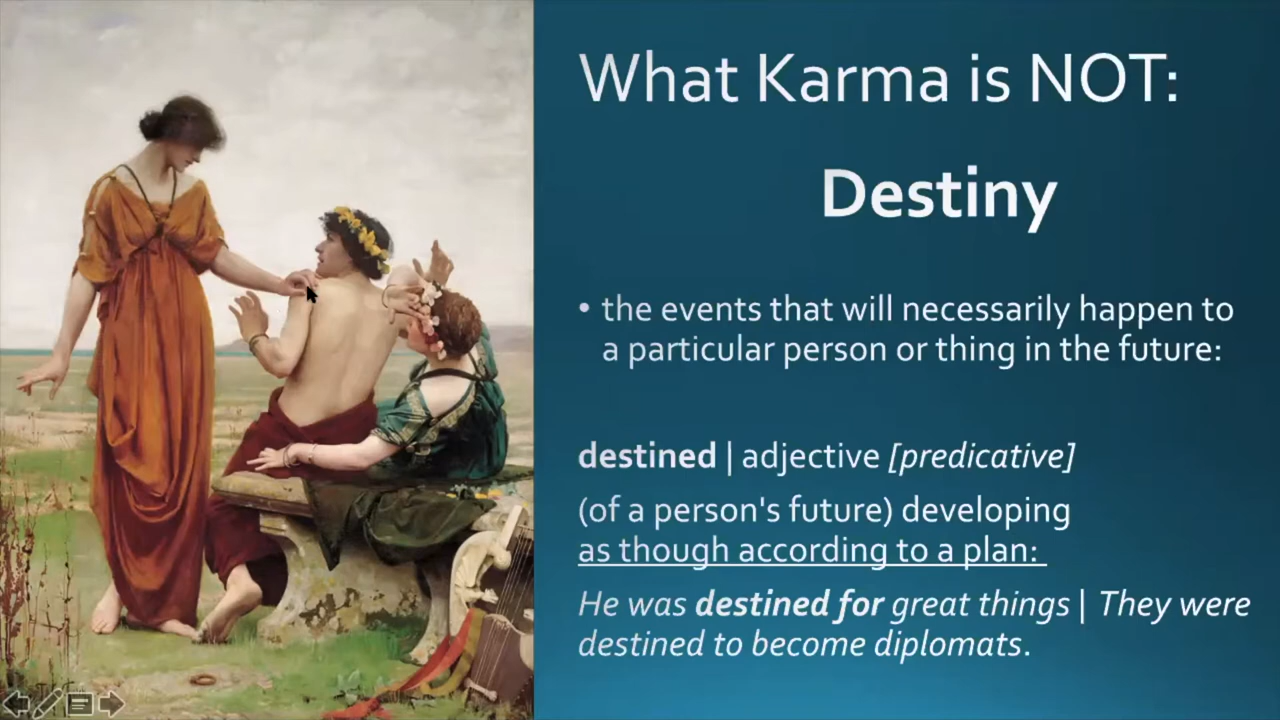 What Karma is NOT:
Destiny
• the events that will necessarily happen to
a particular person or thing in the future:
destined | adjective [predicative]
(of a person's future) developing
as though according to a plan:
He was destined for great things | They were
destined to become diplomats.